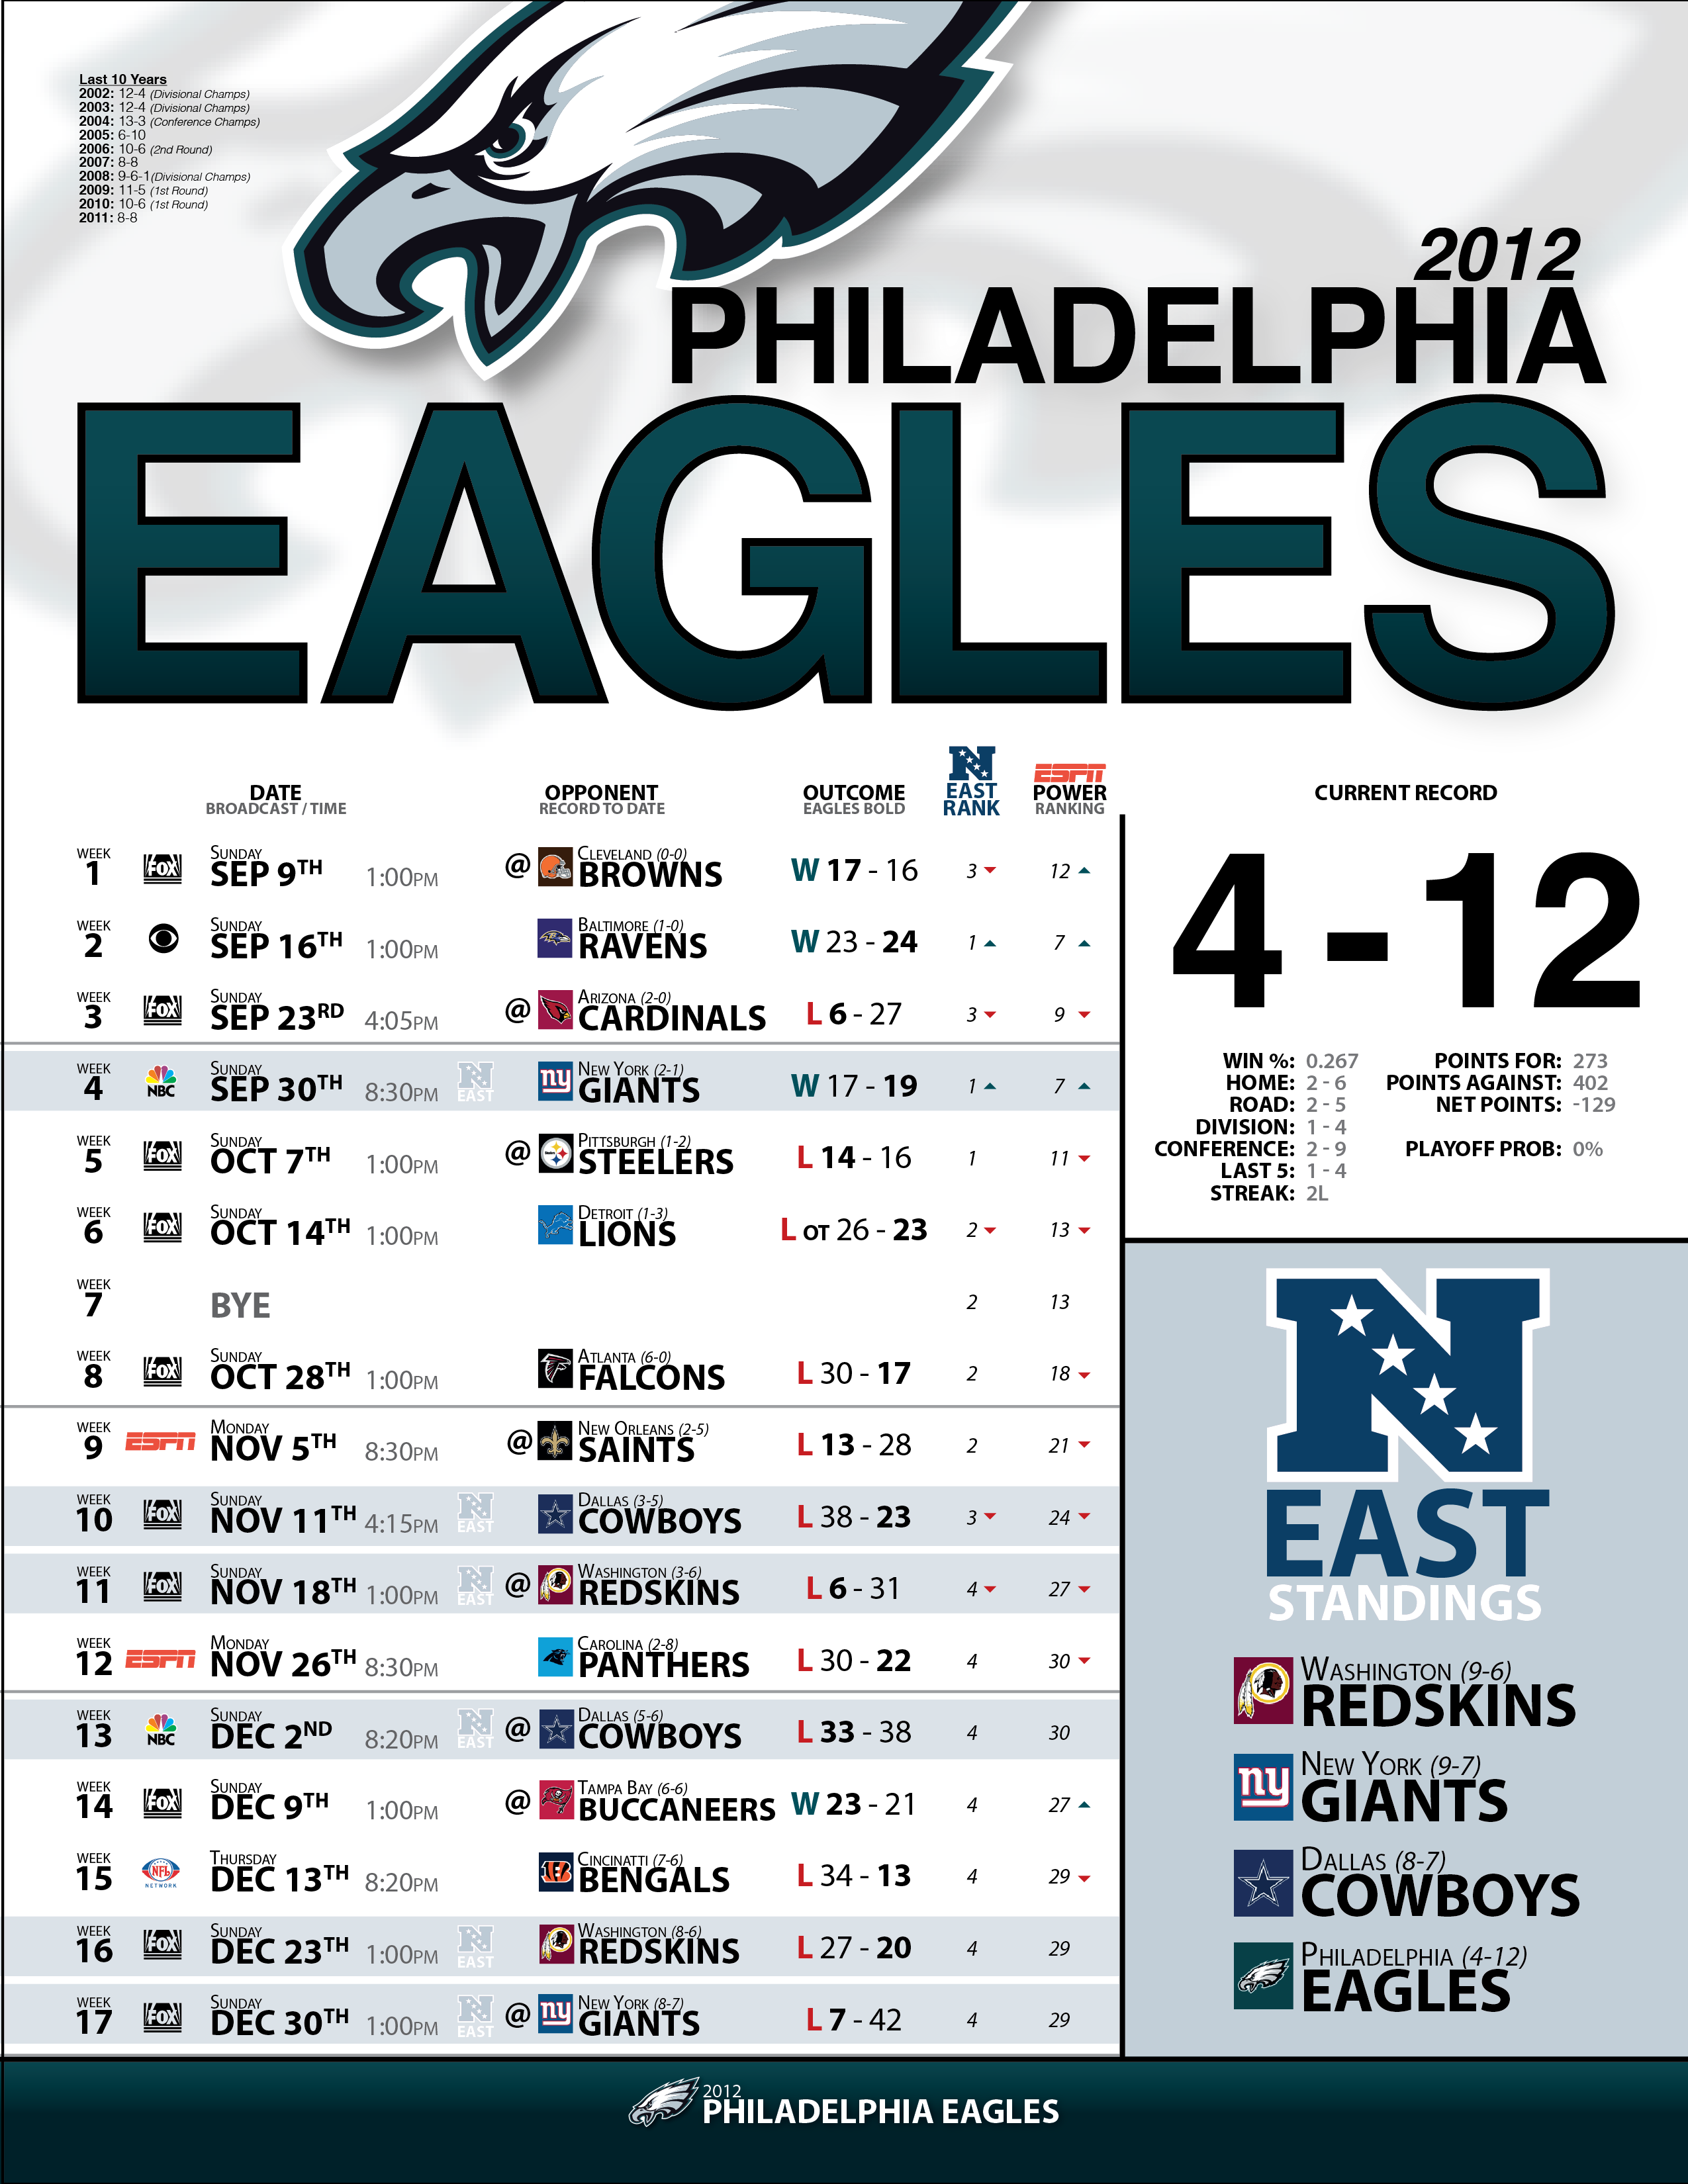 Last 10 Years
2002: 12-4 (Divisional Champs)
2003: 12-4 (Divisional Champs)
2004: 13-3 (Conference Champs)
2005: 6-10
2006: 10-6 (2nd Round)
2007: 8-8
2008: 9-6-1(Divisional Champs)
2009: 11-5 (1st Round)
2010: 10-6 (1st Round)
2011: 8-8
2012
PHILADELPHIA
EAGLES
DATE
BROADCAST / TIME
OPPONENT
RECORD TO DATE
OUTCOME
EAGLES BOLD
N
EAST
RANK
ESPN
POWER
RANKING
WEEK 1 FOX SUNDAY SEP 9TH 1:00PM @ CLEVELAND (0-0) BROWNS W 17 - 16 3 12
WEEK 2 SUNDAY SEP 16TH 1:00PM BALTIMORE (1-0) RAVENS W 23 - 24 1 7
WEEK 3 FOX SUNDAY SEP 23RD 4:05PM @ ARIZONA (2-0) CARDINALS L 6 - 27 3 9
WEEK 4 NBC SUNDAY SEP 30TH 8:30PM N EAST ny NEW YORK (2-1) GIANTS W 17 - 19 1 7
WEEK 5 FOX SUNDAY OCT 7TH 1:00PM @ PITTSBURGH (1-2) STEELERS L 14 - 16 1 11
WEEK 6 FOX SUNDAY OCT 14TH 1:00PM DETROIT (1-3) LIONS L OT 26 - 23 2 13
WEEK 7 BYE 2 13
WEEK 8 FOX SUNDAY OCT 28TH 1:00PM ATLANTA (6-0) FALCONS L 30 - 17 2 18
WEEK 9 ESPN MONDAY NOV 5TH 8:30PM @ NEW ORLEANS (2-5) SAINTS L 13 - 28 2 21
WEEK 10 FOX SUNDAY NOV 11TH 4:15PM N EAST DALLAS (3-5) COWBOYS L 38 - 23 3 24
WEEK 11 FOX SUNDAY NOV 18TH 1:00PM N EAST @ WASHINGTON (3-6) REDSKINS L 6 - 31 4 27
WEEK 12 ESPN MONDAY NOV 26TH 8:30PM CAROLINA (2-8) PANTHERS L 30 - 22 4 30
WEEK 13 NBC SUNDAY DEC 2ND 8:20PM N EAST @ DALLAS (5-6) COWBOYS L 33 - 38 4 30
WEEK 14 FOX SUNDAY DEC 9TH 1:00PM @ TAMPA BAY (6-6) BUCCANEERS W 23 - 21 4 27
WEEK 15 NFL NETWORK THURSDAY DEC 13TH 8:20PM CINCINATTI (7-6) BENGALS L 34 - 13 4 29
WEEK 16 FOX SUNDAY DEC 23TH 1:00PM N EAST WASHINGTON (8-6) REDSKINS L 27 - 20 4 29
WEEK 17 FOX SUNDAY DEC 30TH 1:00PM N EAST @ ny NEW YORK (8-7) GIANTS L 7 - 42 4 29
CURRENT RECORD
4 - 12
WIN %: 0.267
HOME: 2 - 6
ROAD: 2 - 5
DIVISION: 1 - 4
CONFERENCE: 2 - 9
LAST 5: 1 - 4
STREAK: 2L
POINTS FOR: 273
POINTS AGAINST: 402
NET POINTS: -129
PLAYOFF PROB: 0%
N
EAST
STANDINGS
WASHINGTON (9-6)
REDSKINS
ny
NEW YORK (9-7)
GIANTS
DALLAS (8-7)
COWBOYS
PHILADELPHIA (4-12)
EAGLES
2012
PHILADELPHIA EAGLES